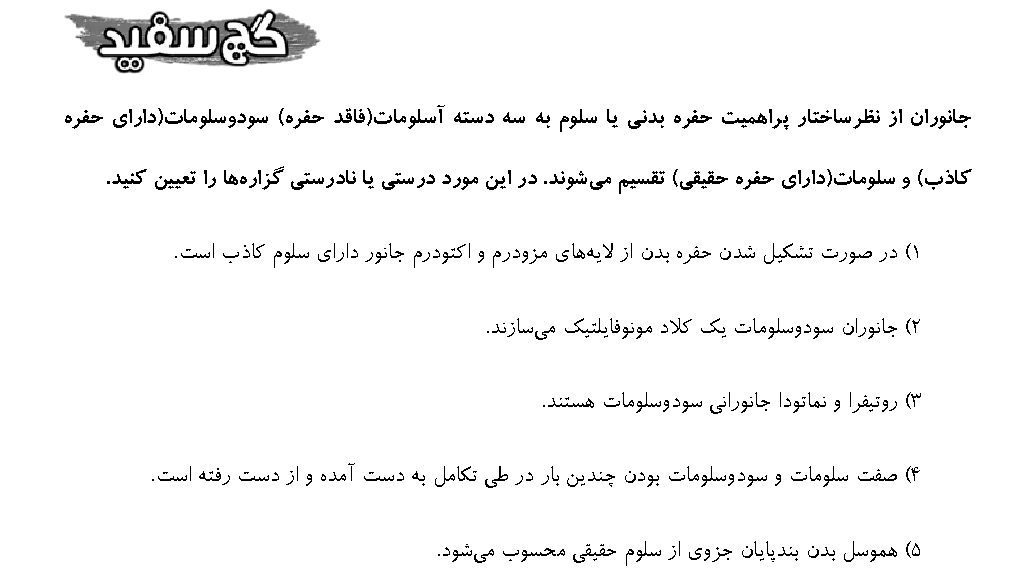 گچ سفید
جانوران از نظرساختار پراهمیت حفره بدنی یا سلوم به سه دسته آسلومات(فاقد حفره) سودوسلومات(دارای حفره
کاذب) و سلومات(دارای حفره حقیقی) تقسیم می‌شوند. در این مورد درستی یا نادرستی گزاره‌ها را تعیین کنید.
۱) در صورت تشکیل شدن حفره بدن از لایه‌های مزودرم و اکتودرم جانور دارای سلوم کاذب است.
۲) جانوران سودوسلومات یک کلاد مونوفایلتیک می‌سازند.
۳) روتیفرا و نماتودا جانورانی سودوسلومات هستند.
۴) صفت سلومات و سودوسلومات بودن چندین بار در طی تکامل به دست آمده و از دست رفته است.
۵) هموسل بدن بندپایان جزوی از سلوم حقیقی محسوب می‌شود.